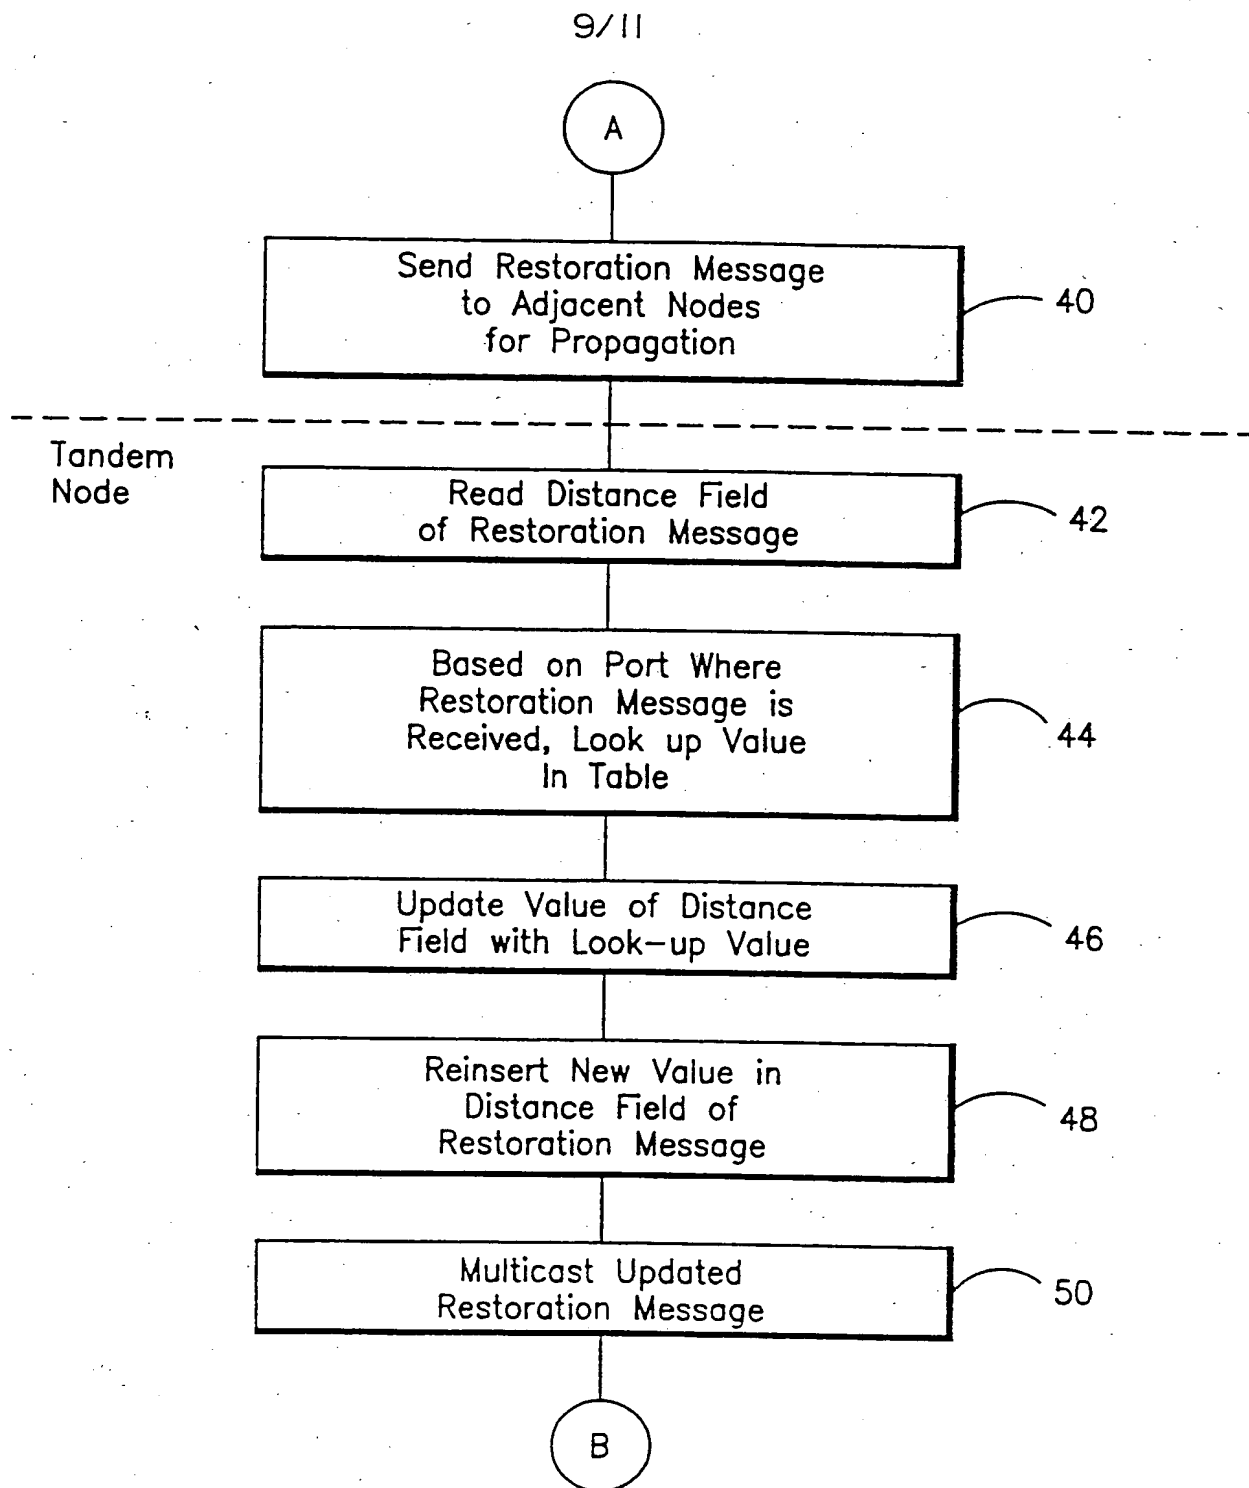 9/11
A
Send Restoration Message
to Adjacent Nodes
for Propagation
40
Tandem
Node
Read Distance Field
of Restoration Message
42
Based on Port Where
Restoration Message is
Received, Look up Value
In Table
44
Update Value of Distance
Field with Look-up Value
46
Reinsert New Value in
Distance Field of
Restoration Message
48
Multicast Updated
Restoration Message
50
B